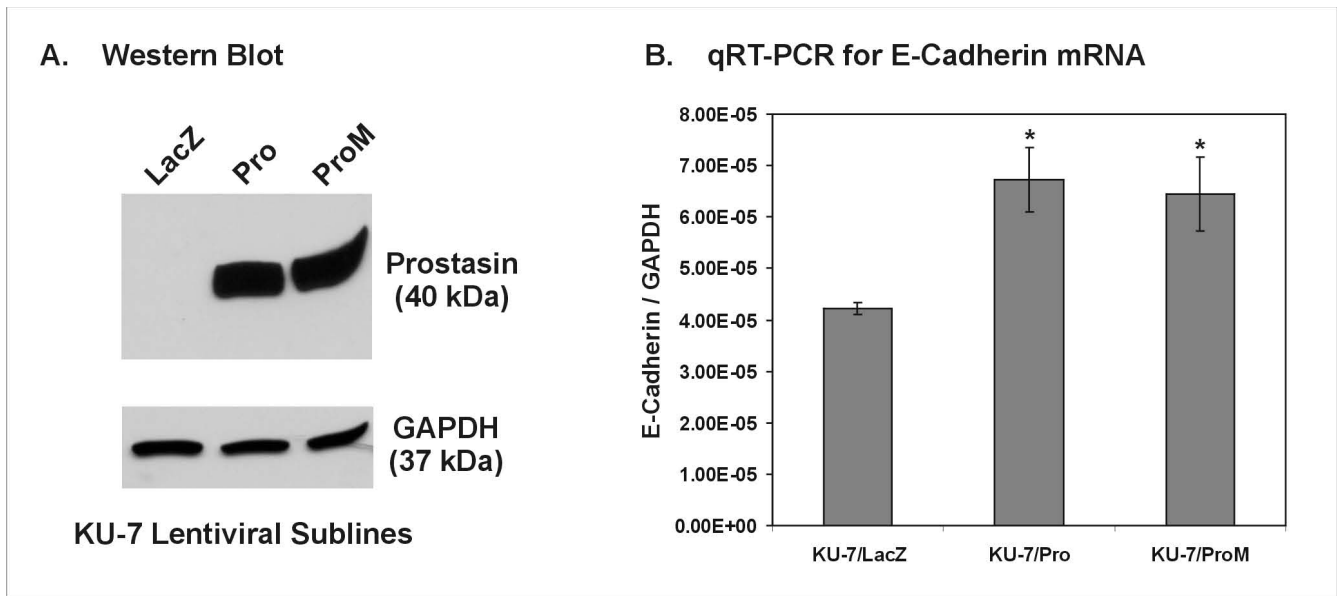 A. Western Blot
LacZ
Pro
ProM
Prostasin
(40 kDa)
GAPDH
(37 kDa)
KU-7 Lentiviral Sublines
B. qRT-PCR for E-Cadherin mRNA
E-Cadherin / GAPDH
8.00E-05
7.00E-05
6.00E-05
5.00E-05
4.00E-05
3.00E-05
2.00E-05
1.00E-05
0.00E+00
*
*
KU-7/LacZ
KU-7/Pro
KU-7/ProM